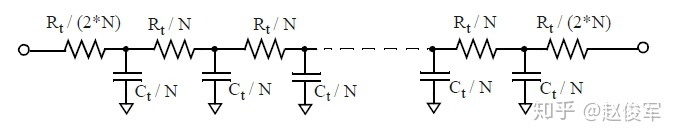 Rt / (2*N) Rt / N Rt / N Rt / N Rt / (2*N)
Ct / N Ct / N Ct / N Ct / N Ct / N
知乎 @赵俊军